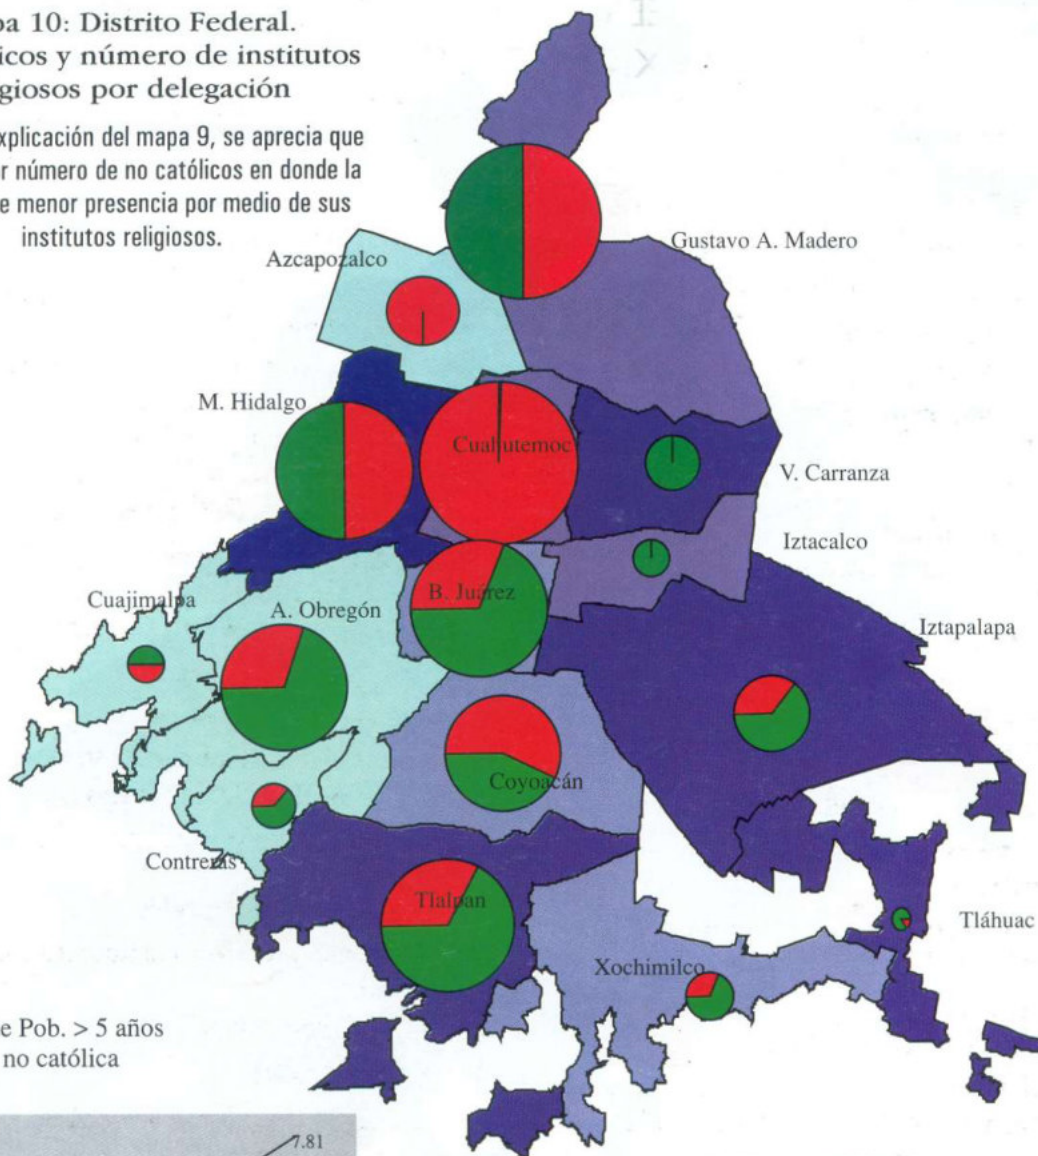 pa 10: Distrito Federal.
icos y número de institutos
giosos por delegación
xplicación del mapa 9, se aprecia que
r número de no católicos en donde la
e menor presencia por medio de sus
institutos religiosos.
Azcapozalco
Gustavo A. Madero
M. Hidalgo
Cuahutemoc
V. Carranza
Iztacalco
Cuajimalpa
A. Obregón
B. Juárez
Iztapalapa
Coyoacán
Contreras
Tlalpan
Tláhuac
Xochimilco
e Pob. > 5 años
no católica
7.81